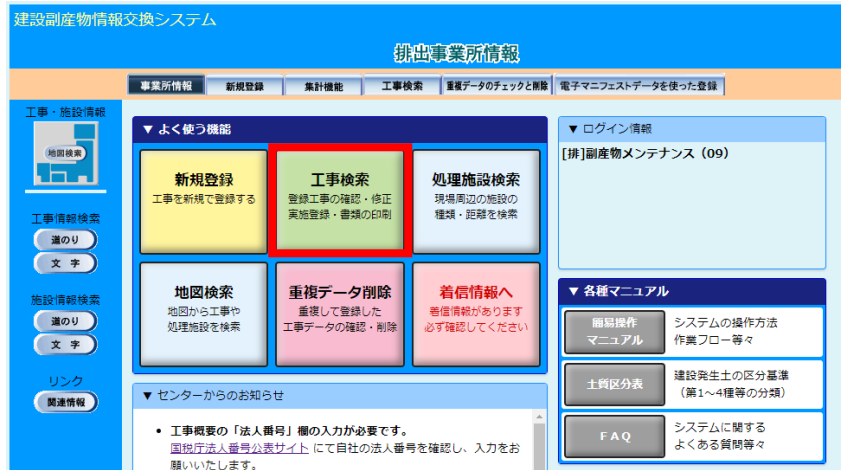 建設副産物情報交換システム
排出事業所情報
事業所情報 新規登録 集計機能 工事検索 重複データのチェックと削除 電子マニフェストデータを使った登録
工事・施設情報
地図検索
工事情報検索
道のり
文 字
施設情報検索
道のり
文 字
リンク
関連情報
▼ よく使う機能
新規登録
工事を新規で登録する
工事検索
登録工事の確認・修正
実施登録・書類の印刷
処理施設検索
現場周辺の施設の
種類・距離を検索
地図検索
地図から工事や
処理施設を検索
重複データ削除
重複して登録した
工事データの確認・削除
着信情報へ
着信情報があります
必ず確認してください
▼ センターからのお知らせ
• 工事概要の「法人番号」欄の入力が必要です。
国税庁法人番号公表サイト にて自社の法人番号を確認し、入力をお
願いいたします。
▼ ログイン情報
[排]副産物メンテナンス（09）
▼ 各種マニュアル
簡易操作
マニュアル
システムの操作方法
作業フロー等々
土質区分表
建設発生土の区分基準
（第1～4種等の分類）
ＦＡＱ
システムに関する
よくある質問等々